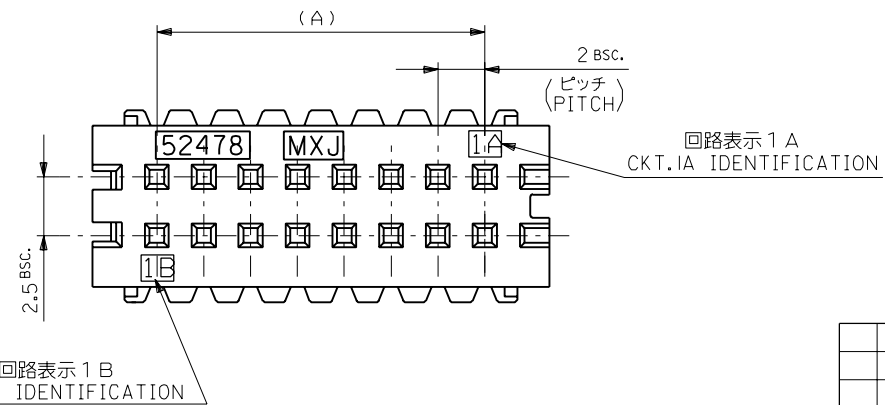 (A)
2 BSC.
(ピッチ
PITCH)
52478
MXJ
1A
回路表示1A
CKT.1A IDENTIFICATION
2.5 BSC.
1B
回路表示1B
IDENTIFICATION